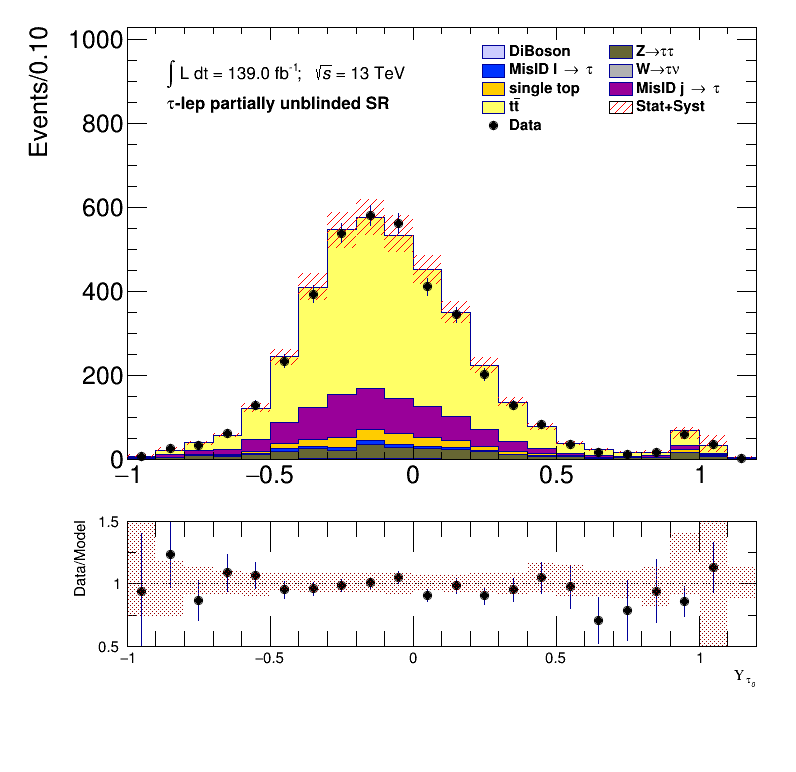 Events/0.10
1000
800
600
400
200
0
∫ L dt = 139.0 fb⁻¹; √s = 13 TeV
τ-lep partially unblinded SR
DiBoson
MisID l → τ
single top
tt̄
Data
Z→ττ
W→τν
MisID j → τ
Stat+Syst
−1 −0.5 0 0.5 1
Data/Model
1.5
1
0.5
−1 −0.5 0 0.5 1
Υτ₀